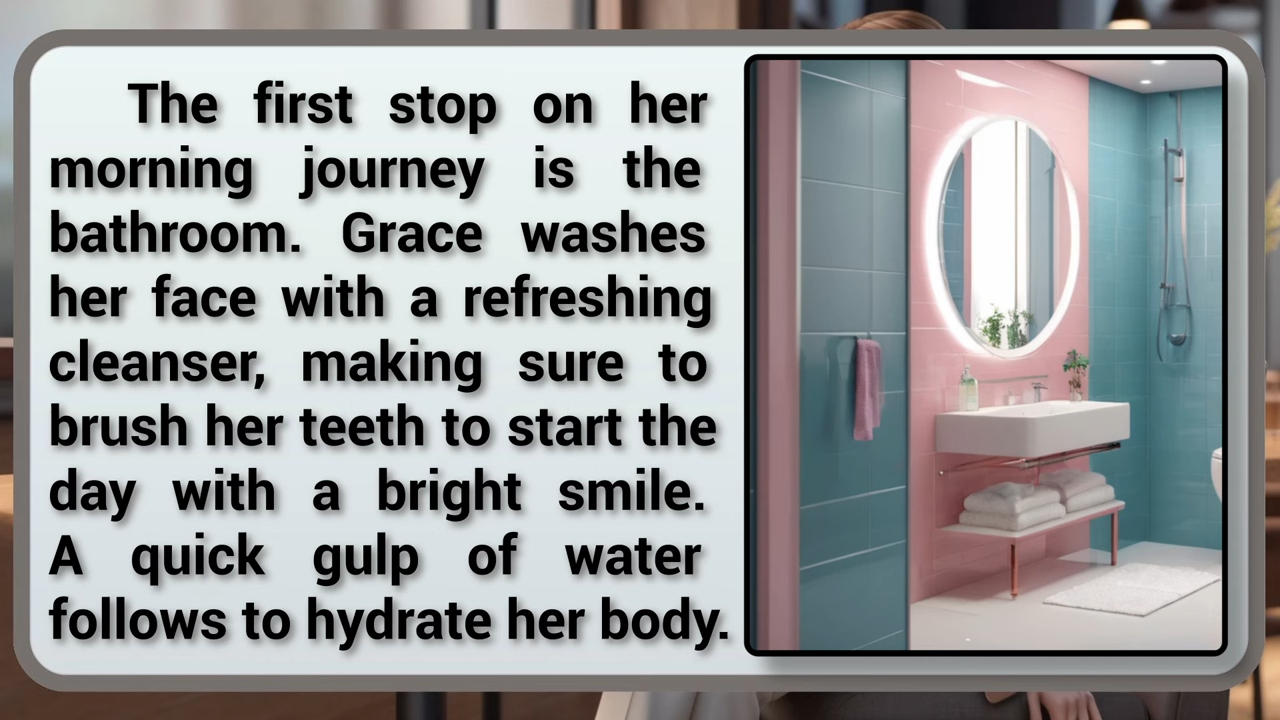 The first stop on her
morning journey is the
bathroom. Grace washes
her face with a refreshing
cleanser, making sure to
brush her teeth to start the
day with a bright smile.
A quick gulp of water
follows to hydrate her body.